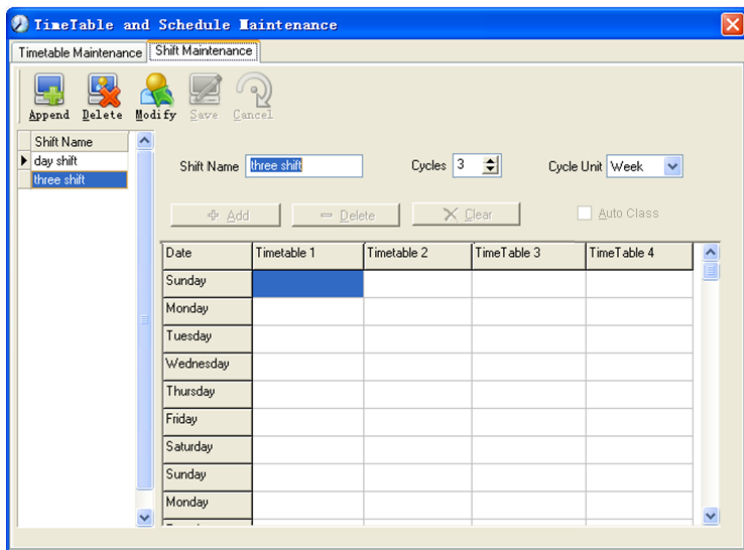 TimeTable and Schedule Maintenance
Timetable Maintenance Shift Maintenance
Append Delete Modify Save Cancel
Shift Name
day shift
three shift
Shift Name three shift Cycles 3 Cycle Unit Week
Add Delete Clear Auto Class
Date Timetable 1 Timetable 2 TimeTable 3 TimeTable 4
Sunday
Monday
Tuesday
Wednesday
Thursday
Friday
Saturday
Sunday
Monday